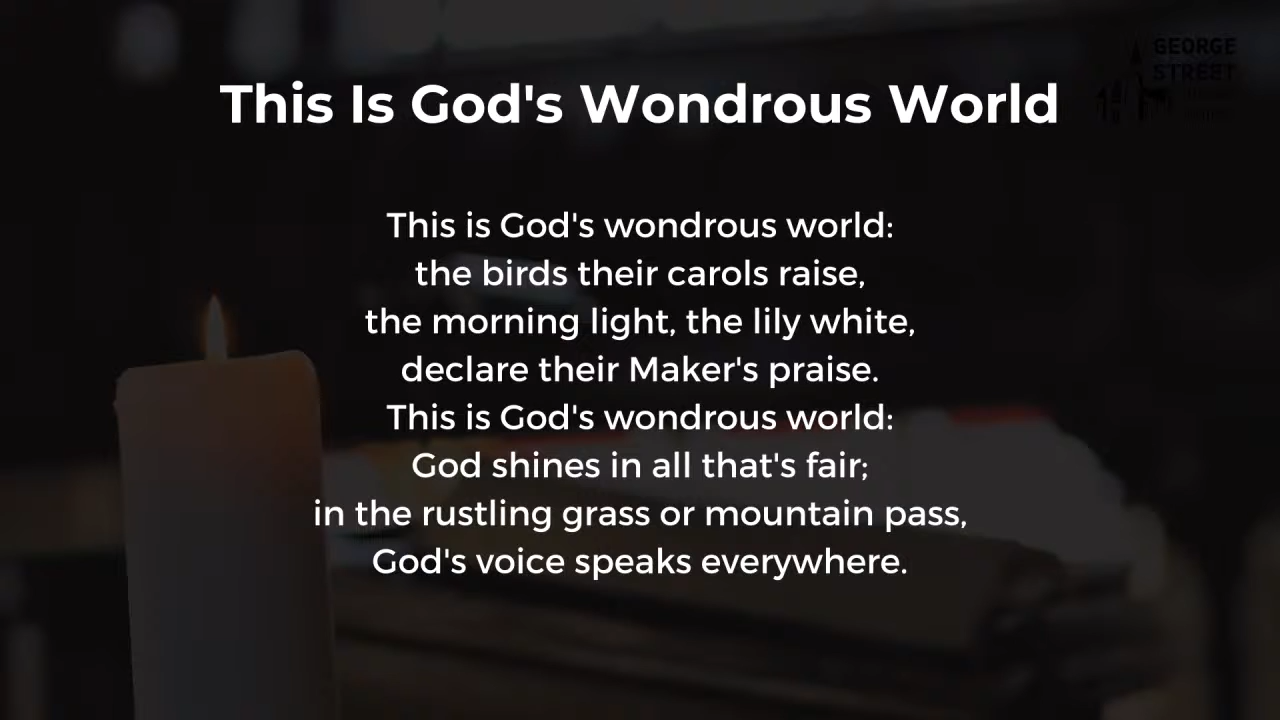 GEORGE
STREET
This Is God's Wondrous World
This is God's wondrous world:
the birds their carols raise,
the morning light, the lily white,
declare their Maker's praise.
This is God's wondrous world:
God shines in all that's fair;
in the rustling grass or mountain pass,
God's voice speaks everywhere.